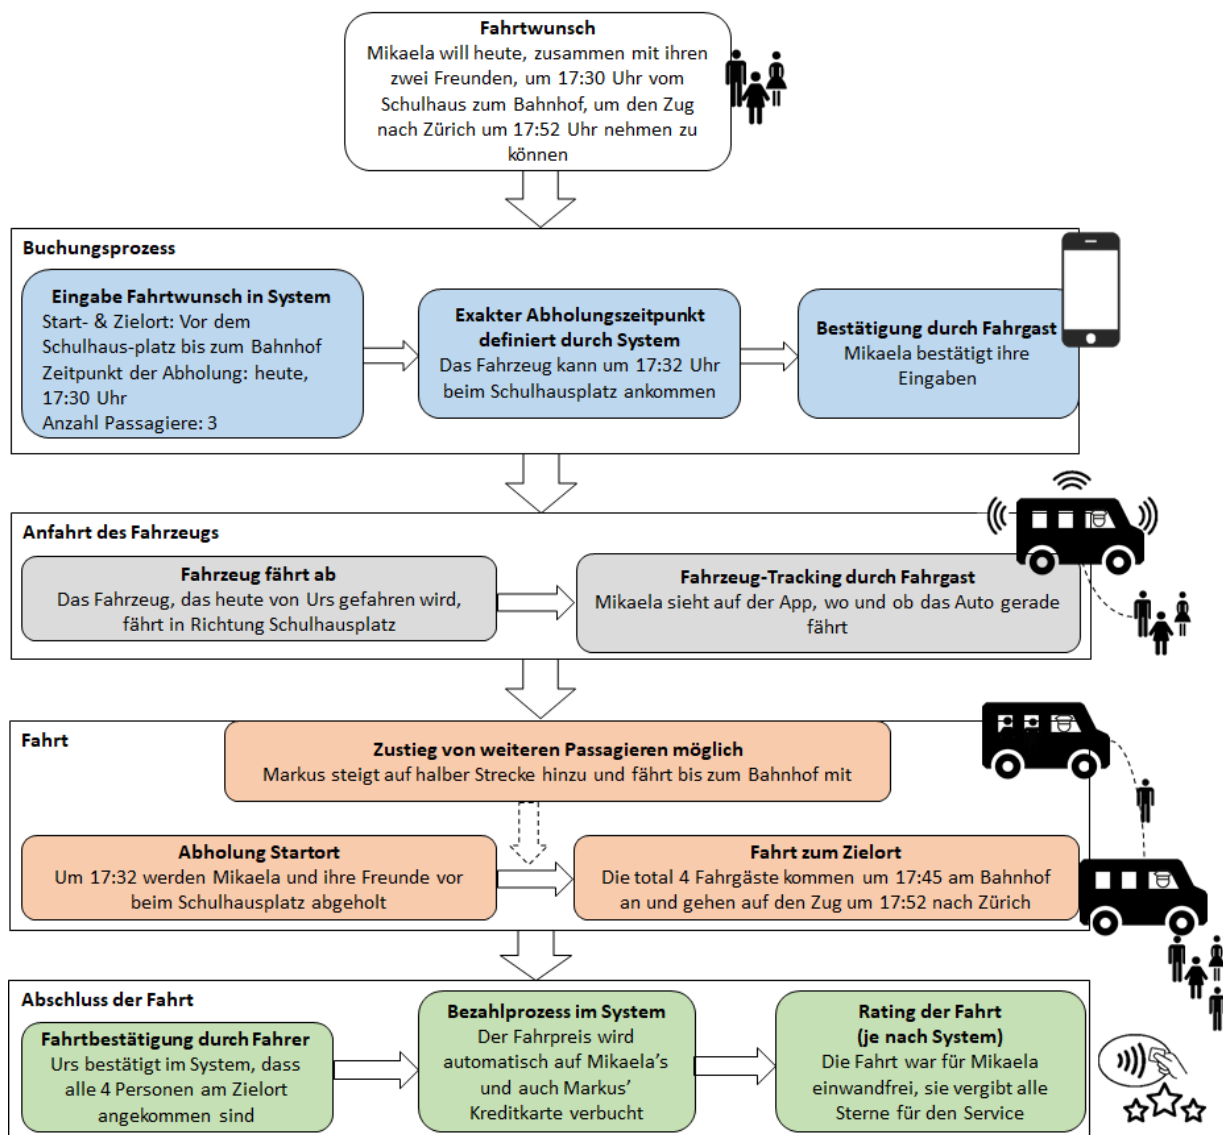 Fahrtwunsch
Mikaela will heute, zusammen mit ihren
zwei Freunden, um 17:30 Uhr vom
Schulhaus zum Bahnhof, um den Zug
nach Zürich um 17:52 Uhr nehmen zu
können
Buchungsprozess
Eingabe Fahrtwunsch in System
Start- & Zielort: Vor dem
Schulhaus-platz bis zum Bahnhof
Zeitpunkt der Abholung: heute,
17:30 Uhr
Anzahl Passagiere: 3
Exakter Abholungszeitpunkt
definiert durch System
Das Fahrzeug kann um 17:32 Uhr
beim Schulhausplatz ankommen
Bestätigung durch Fahrgast
Mikaela bestätigt ihre
Eingaben
Anfahrt des Fahrzeugs
Fahrzeug fährt ab
Das Fahrzeug, das heute von Urs gefahren wird,
fährt in Richtung Schulhausplatz
Fahrzeug-Tracking durch Fahrgast
Mikaela sieht auf der App, wo und ob das Auto gerade
fährt
Fahrt
Zustieg von weiteren Passagieren möglich
Markus steigt auf halber Strecke hinzu und fährt bis zum Bahnhof mit
Abholung Startort
Um 17:32 werden Mikaela und ihre Freunde vor
beim Schulhausplatz abgeholt
Fahrt zum Zielort
Die total 4 Fahrgäste kommen um 17:45 am Bahnhof
an und gehen auf den Zug um 17:52 nach Zürich
Abschluss der Fahrt
Fahrtbestätigung durch Fahrer
Urs bestätigt im System, dass
alle 4 Personen am Zielort
angekommen sind
Bezahlprozess im System
Der Fahrpreis wird
automatisch auf Mikaela's
und auch Markus'
Kreditkarte verbucht
Rating der Fahrt
(je nach System)
Die Fahrt war für Mikaela
einwandfrei, sie vergibt alle
Sterne für den Service